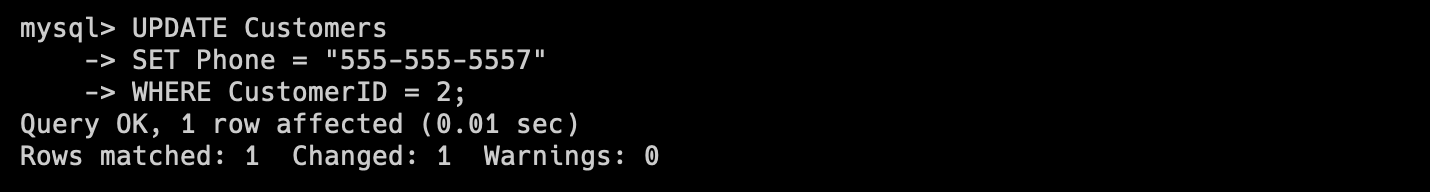 mysql> UPDATE Customers
    -> SET Phone = "555-555-5557"
    -> WHERE CustomerID = 2;
Query OK, 1 row affected (0.01 sec)
Rows matched: 1  Changed: 1  Warnings: 0